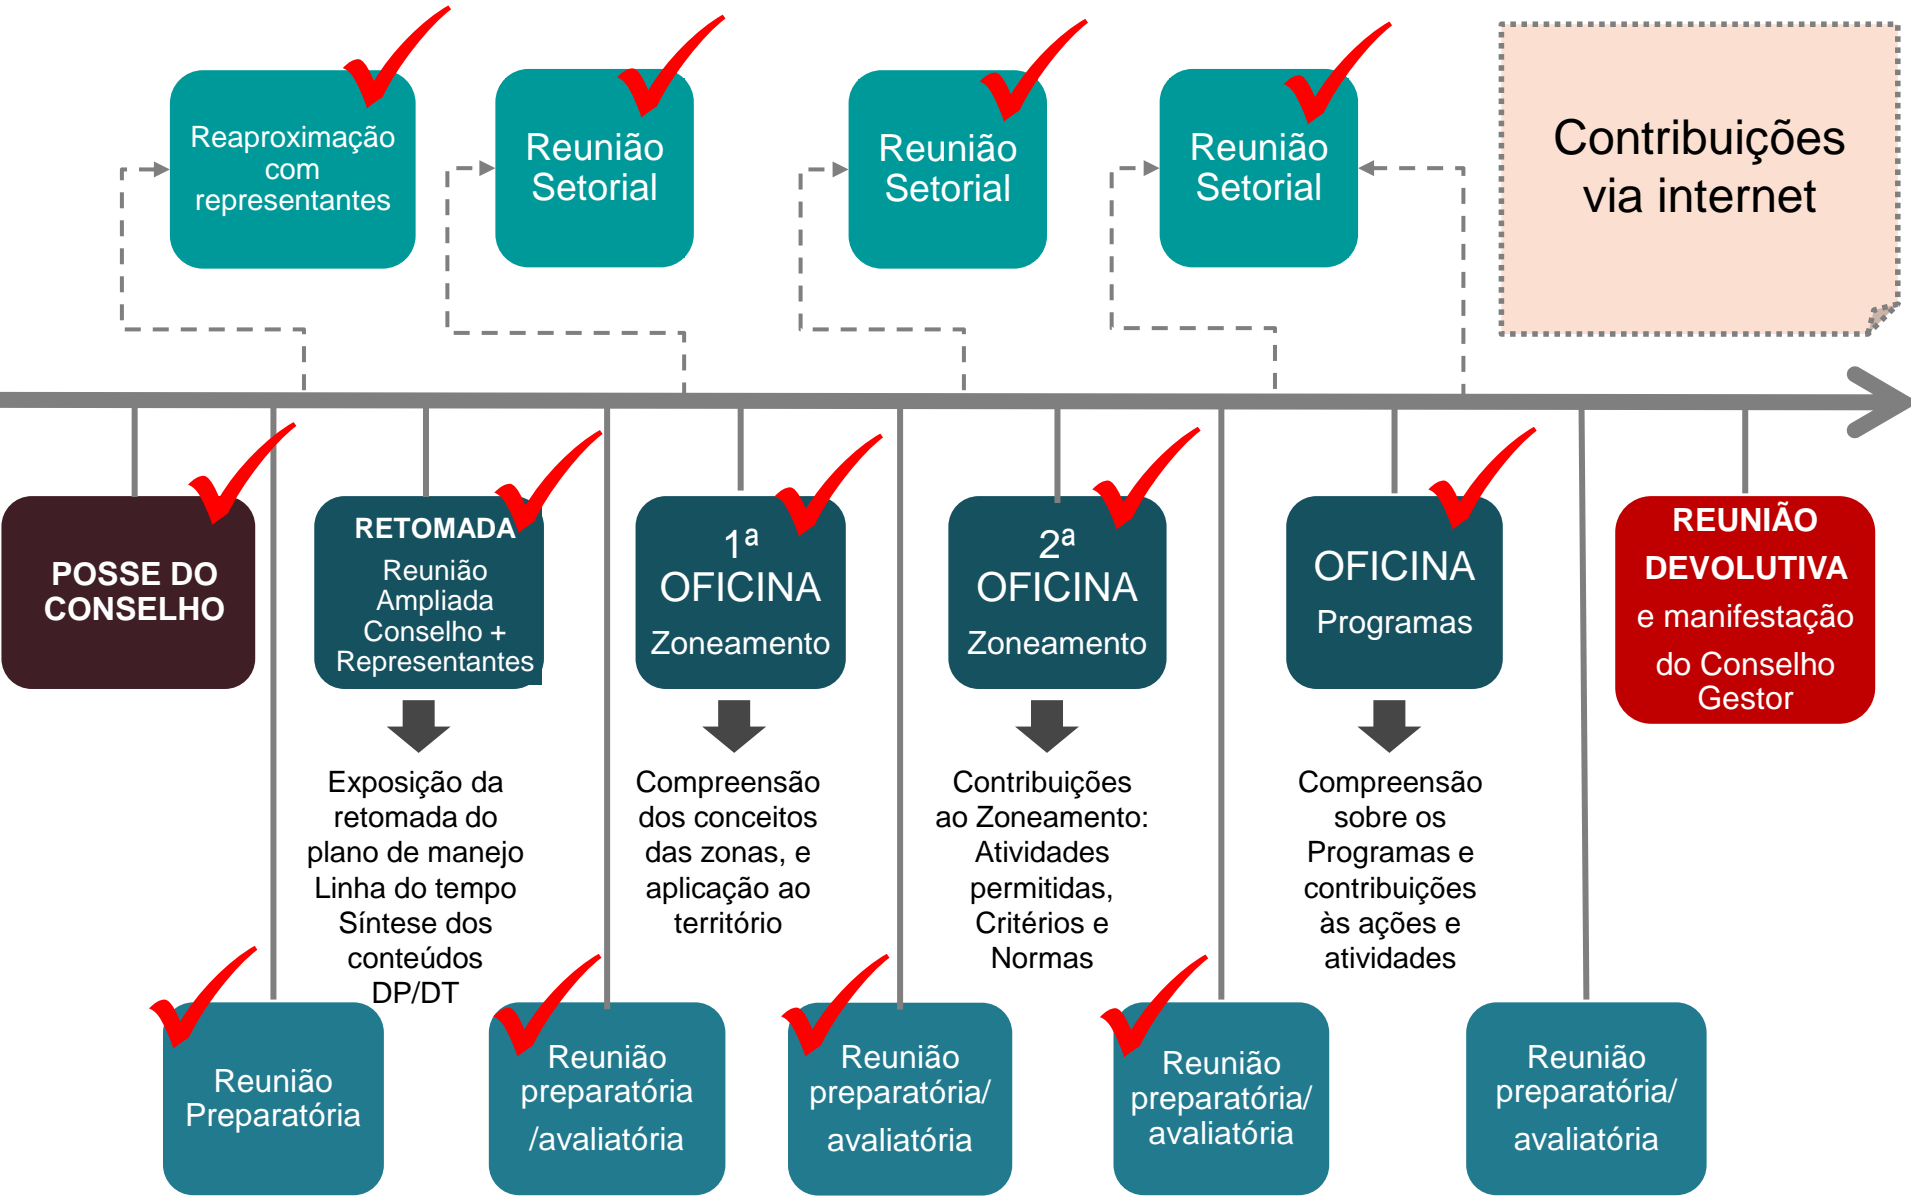 Reaproximação
com
representantes
Reunião
Setorial
Reunião
Setorial
Reunião
Setorial
Contribuições
via internet
POSSE DO
CONSELHO
RETOMADA
Reunião
Ampliada
Conselho +
Representantes
1ª
OFICINA
Zoneamento
2ª
OFICINA
Zoneamento
OFICINA
Programas
REUNIÃO
DEVOLUTIVA
e manifestação
do Conselho
Gestor
Exposição da
retomada do
plano de manejo
Linha do tempo
Síntese dos
conteúdos
DP/DT
Compreensão
dos conceitos
das zonas, e
aplicação ao
território
Contribuições
ao Zoneamento:
Atividades
permitidas,
Critérios e
Normas
Compreensão
sobre os
Programas e
contribuições
às ações e
atividades
Reunião
Preparatória
Reunião
preparatória
/avaliatória
Reunião
preparatória/
avaliatória
Reunião
preparatória/
avaliatória
Reunião
preparatória/
avaliatória